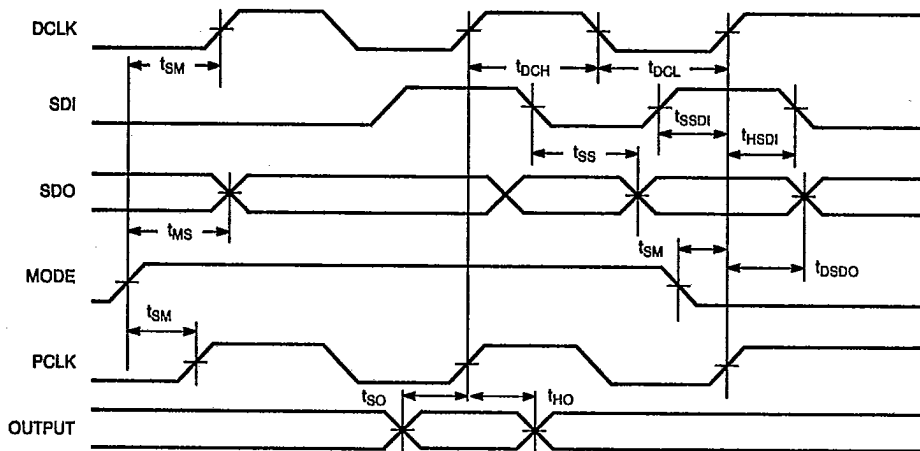 DCLK
tSM
tDCH
tDCL
SDI
tSSDI
tHSDI
tSS
SDO
tMS
tSM
tDSDO
MODE
tSM
PCLK
tSO
tHO
OUTPUT